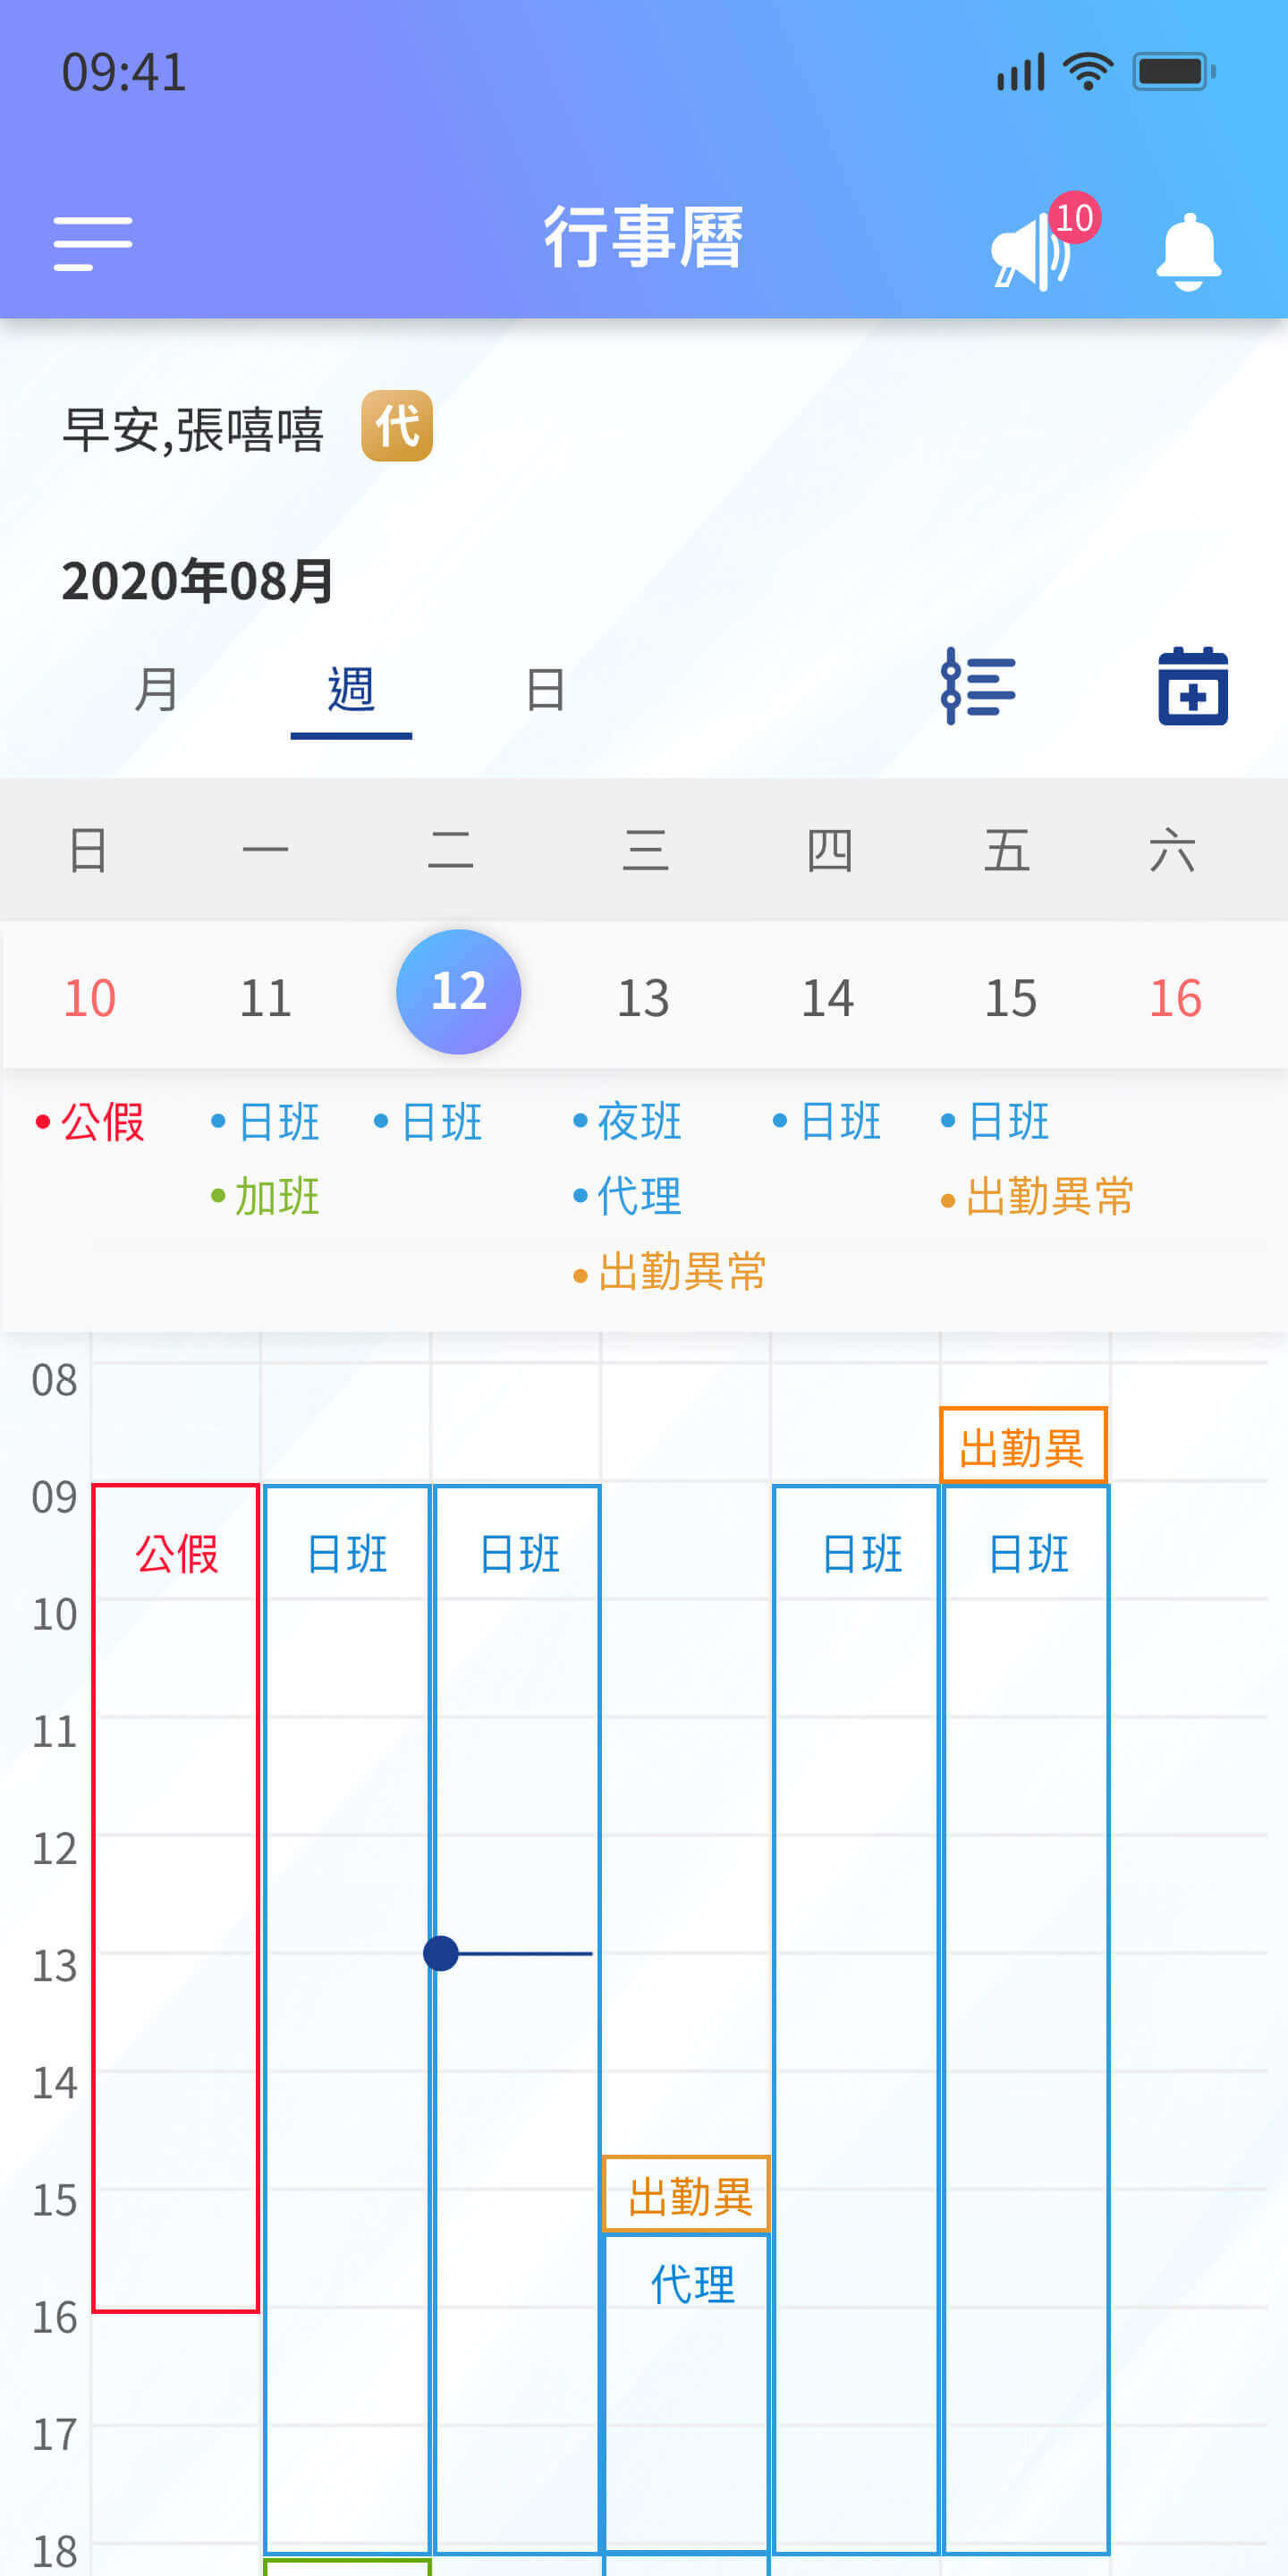 09:41
行事曆
10
早安,張嘻嘻
代
2020年08月
月 週 日
日 一 二 三 四 五 六
10 11 12 13 14 15 16
公假 日班 日班 夜班 日班 日班
加班 代理 出勤異常
出勤異常
08
出勤異
09
公假 日班 日班 日班 日班
10
11
12
13
14
15
出勤異
代理
16
17
18